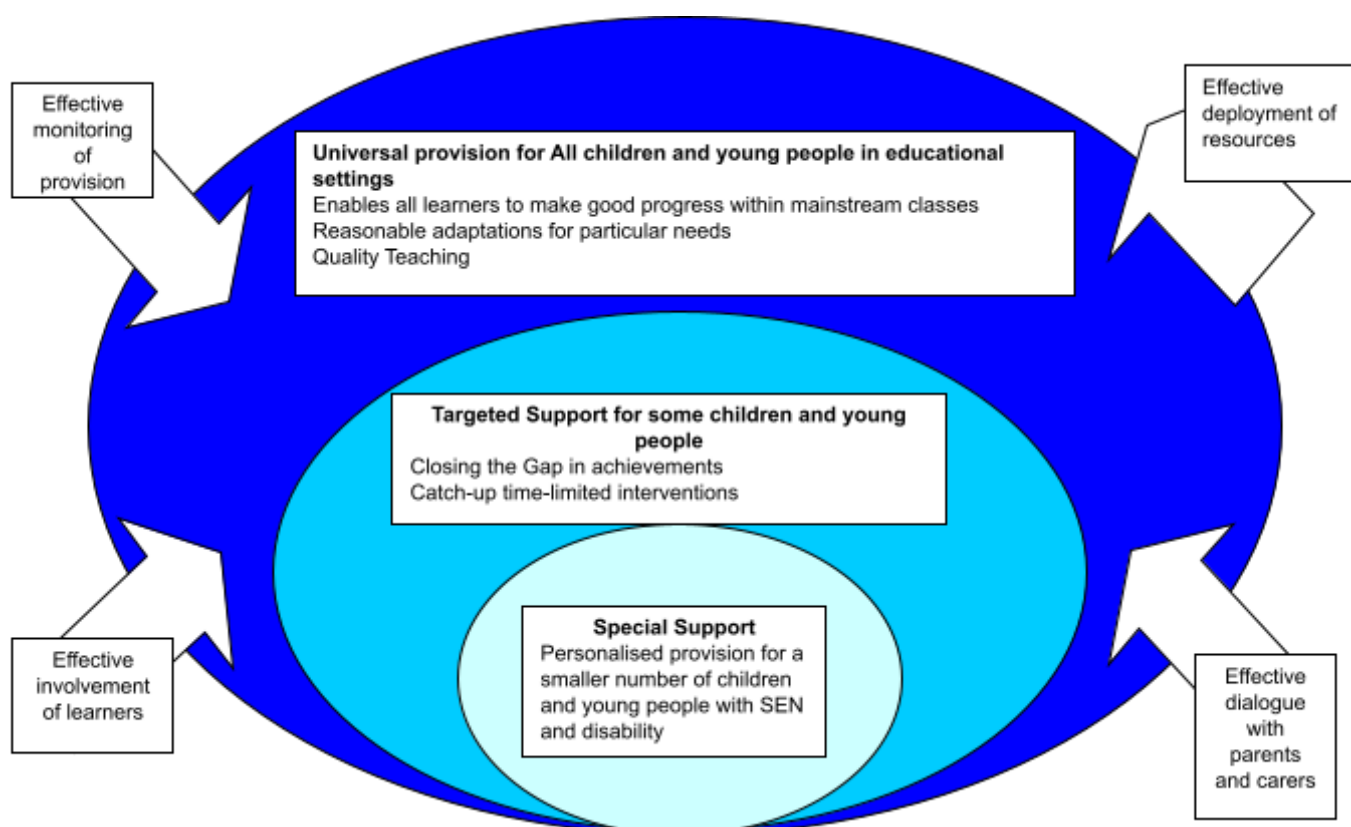 Effective
monitoring
of
provision
Effective
deployment of
resources
Universal provision for All children and young people in educational
settings
Enables all learners to make good progress within mainstream classes
Reasonable adaptations for particular needs
Quality Teaching
Targeted Support for some children and young
people
Closing the Gap in achievements
Catch-up time-limited interventions
Special Support
Personalised provision for a
smaller number of children
and young people with SEN
and disability
Effective
involvement
of learners
Effective
dialogue
with
parents
and carers